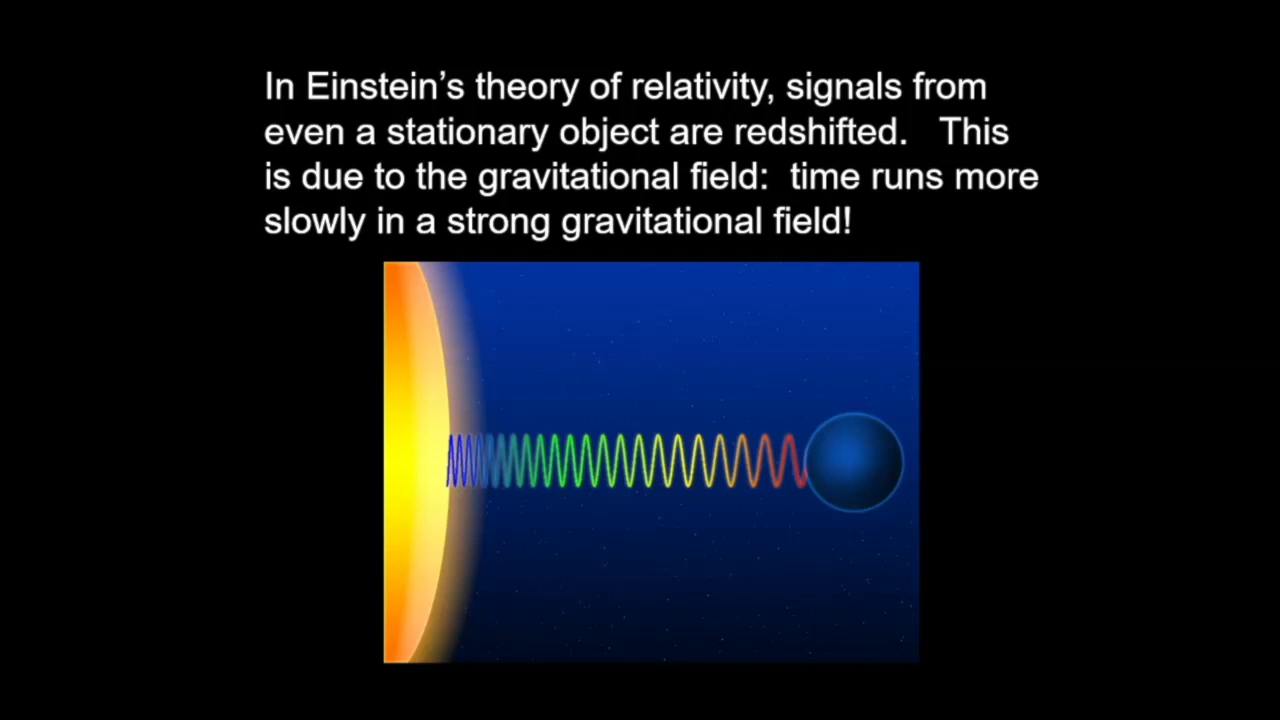 In Einstein’s theory of relativity, signals from
even a stationary object are redshifted.   This
is due to the gravitational field:  time runs more
slowly in a strong gravitational field!